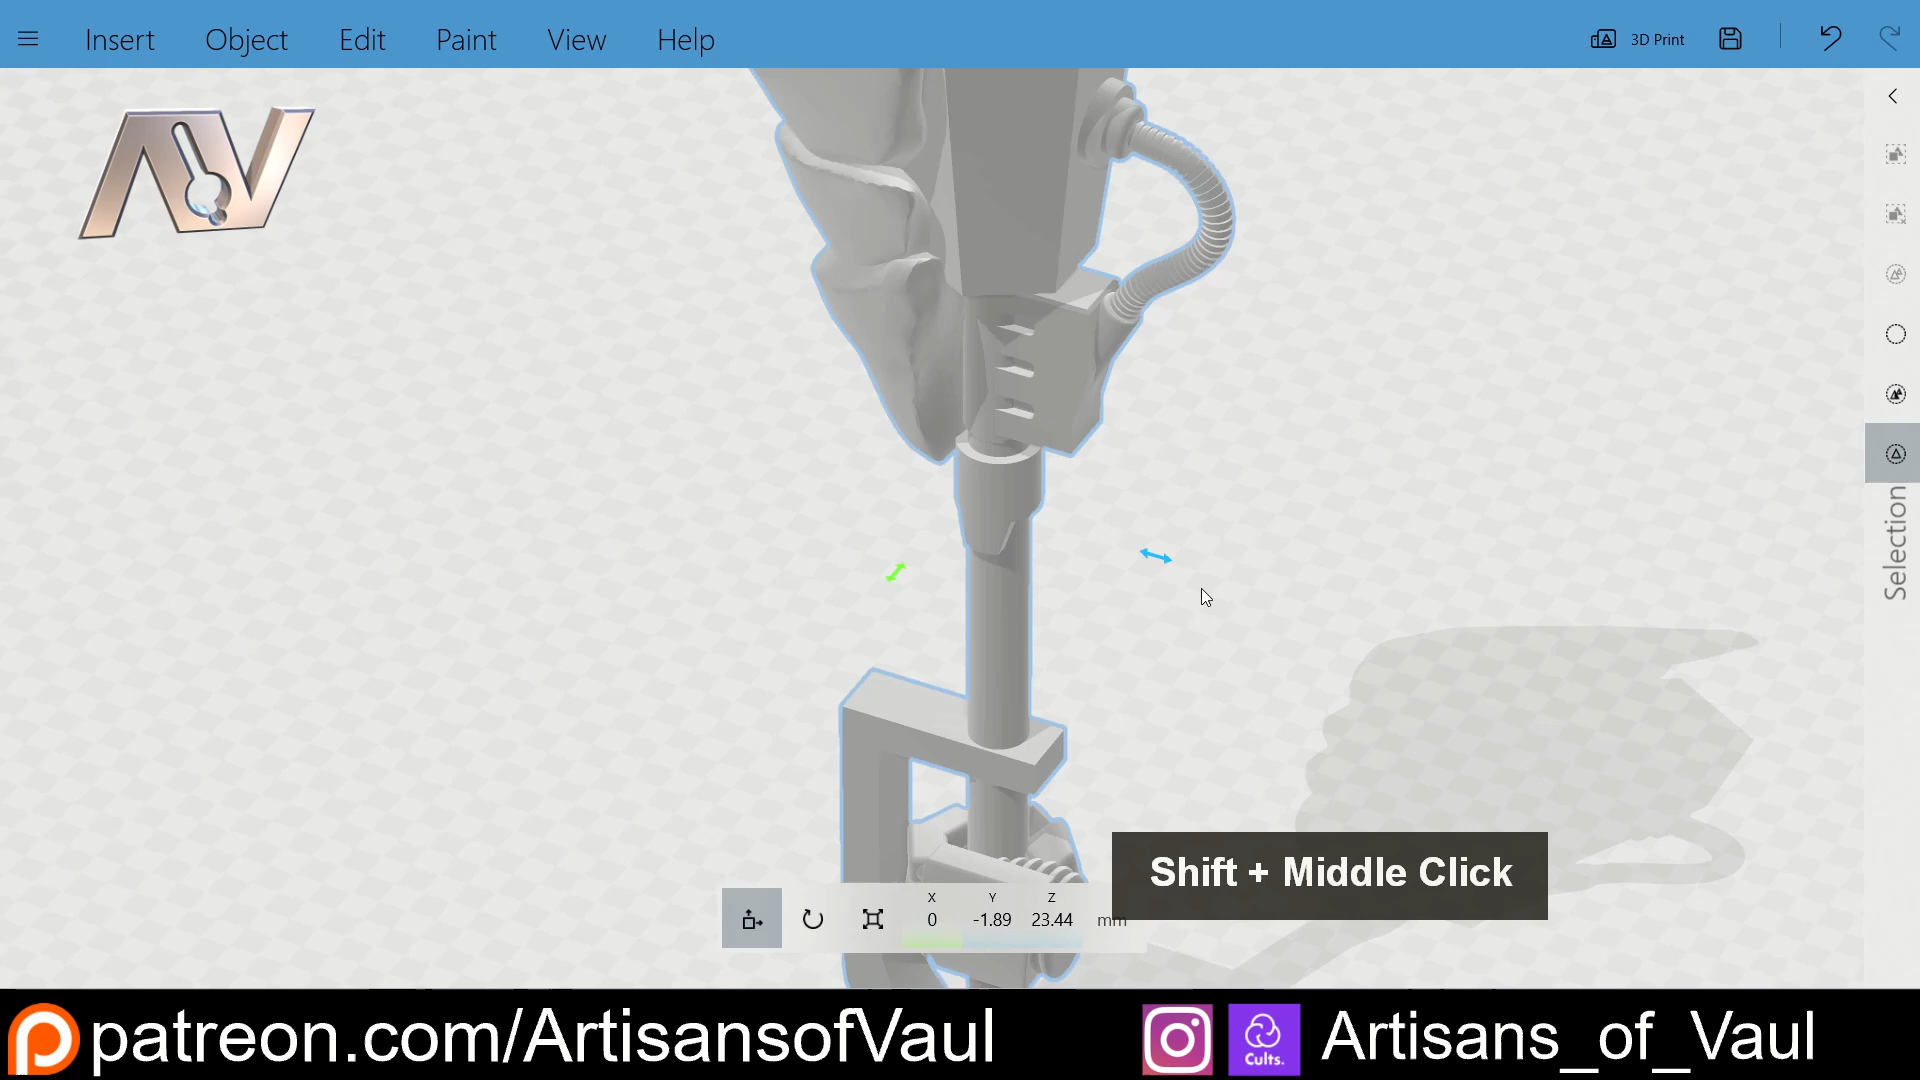 Insert Object Edit Paint View Help 3D Print
Selection
Shift + Middle Click
X Y Z
0 -1.89 23.44 mm
patreon.com/ArtisansofVaul
Cults.
Artisans_of_Vaul